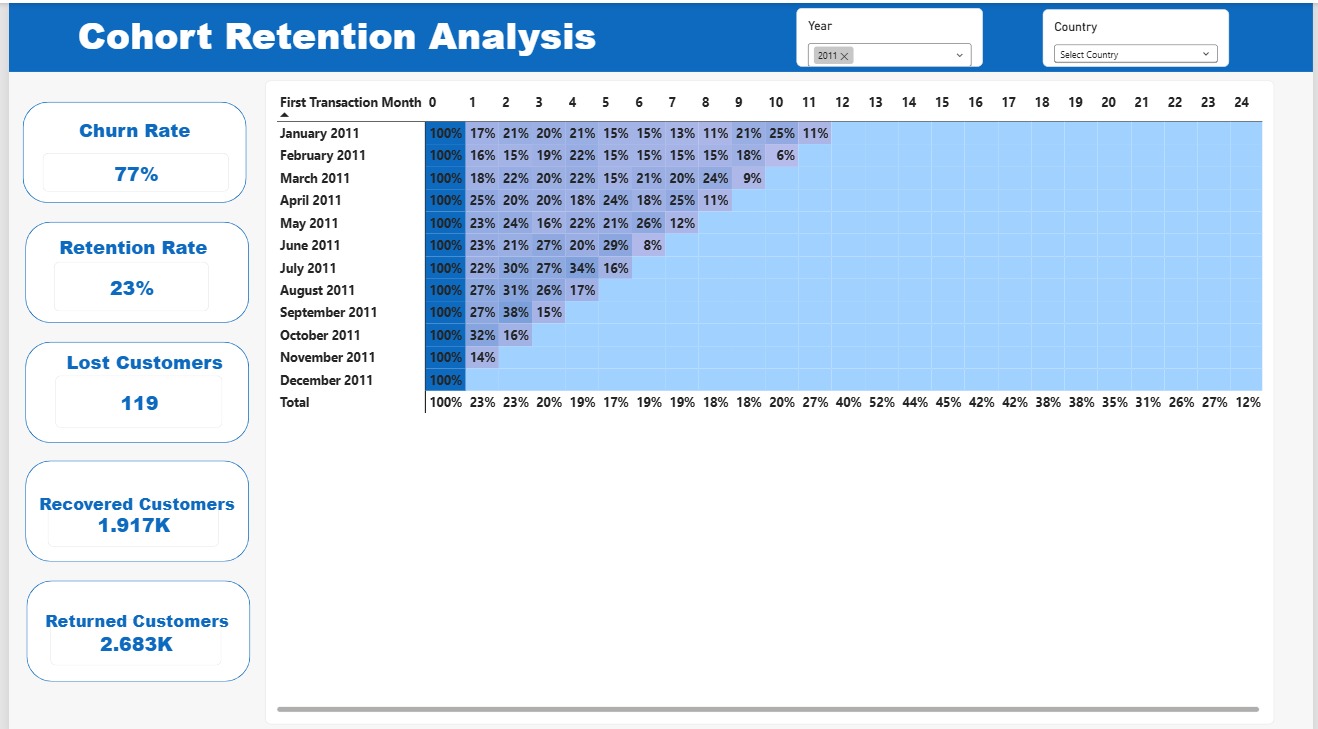 Cohort Retention Analysis
Year
2011
Country
Select Country
Churn Rate
77%
Retention Rate
23%
Lost Customers
119
Recovered Customers
1.917K
Returned Customers
2.683K
First Transaction Month 0 1 2 3 4 5 6 7 8 9 10 11 12 13 14 15 16 17 18 19 20 21 22 23 24
January 2011 100% 17% 21% 20% 21% 15% 15% 13% 11% 21% 25% 11%
February 2011 100% 16% 15% 19% 22% 15% 15% 15% 15% 18% 6%
March 2011 100% 18% 22% 20% 22% 15% 21% 20% 24% 9%
April 2011 100% 25% 20% 20% 18% 24% 18% 25% 11%
May 2011 100% 23% 24% 16% 22% 21% 26% 12%
June 2011 100% 23% 21% 27% 20% 29% 8%
July 2011 100% 22% 30% 27% 34% 16%
August 2011 100% 27% 31% 26% 17%
September 2011 100% 27% 38% 15%
October 2011 100% 32% 16%
November 2011 100% 14%
December 2011 100%
Total 100% 23% 23% 20% 19% 17% 19% 19% 18% 18% 20% 27% 40% 52% 44% 45% 42% 42% 38% 38% 35% 31% 26% 27% 12%